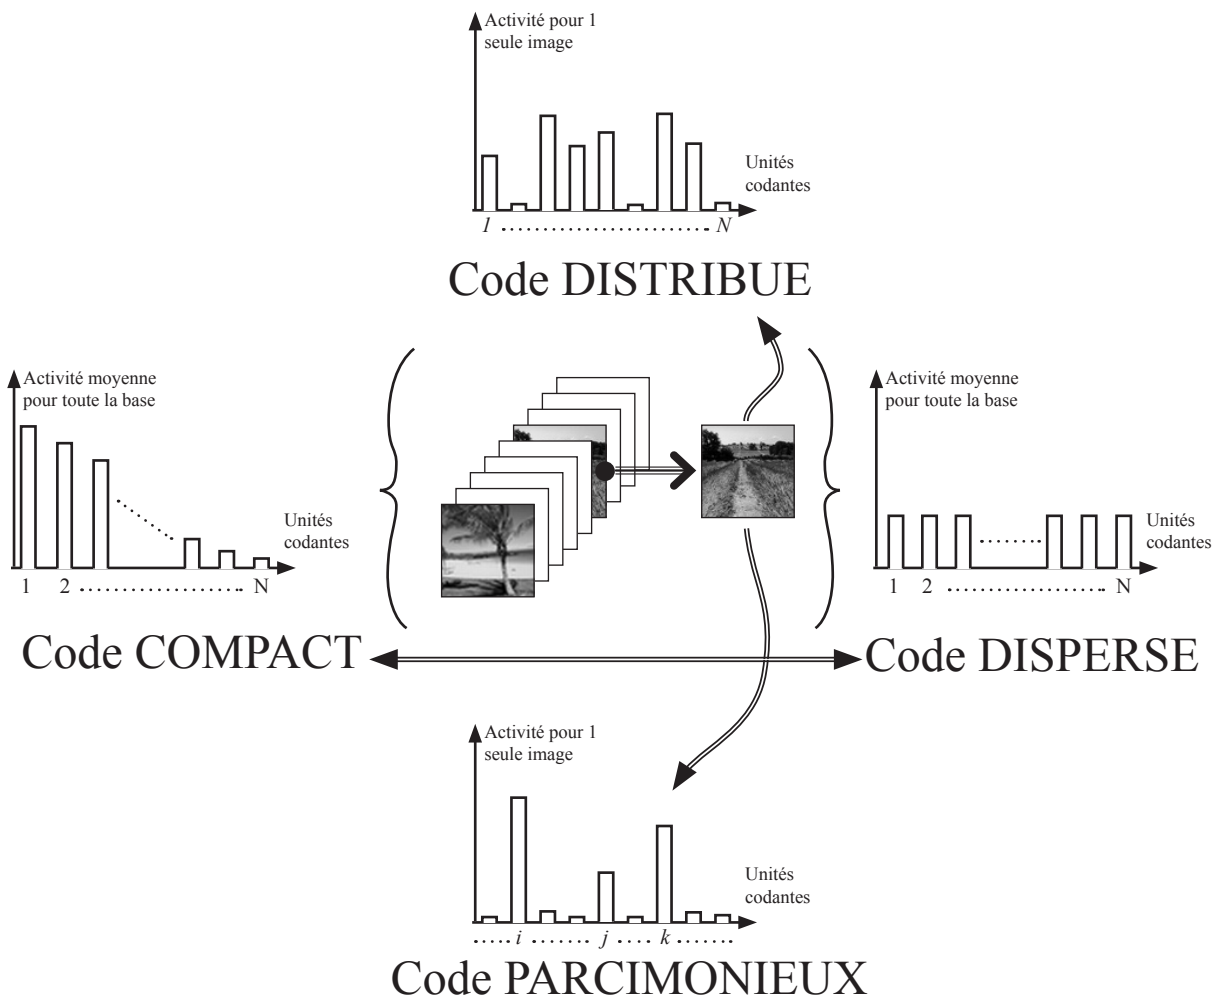 Activité pour 1
seule image
Unités
codantes
1 ........................ N
Code DISTRIBUE
Activité moyenne
pour toute la base
Unités
codantes
1 2 ........................ N
Code COMPACT
Activité moyenne
pour toute la base
Unités
codantes
1 2 ........................ N
Code DISPERSE
Activité pour 1
seule image
Unités
codantes
..... i ....... j .... k .......
Code PARCIMONIEUX